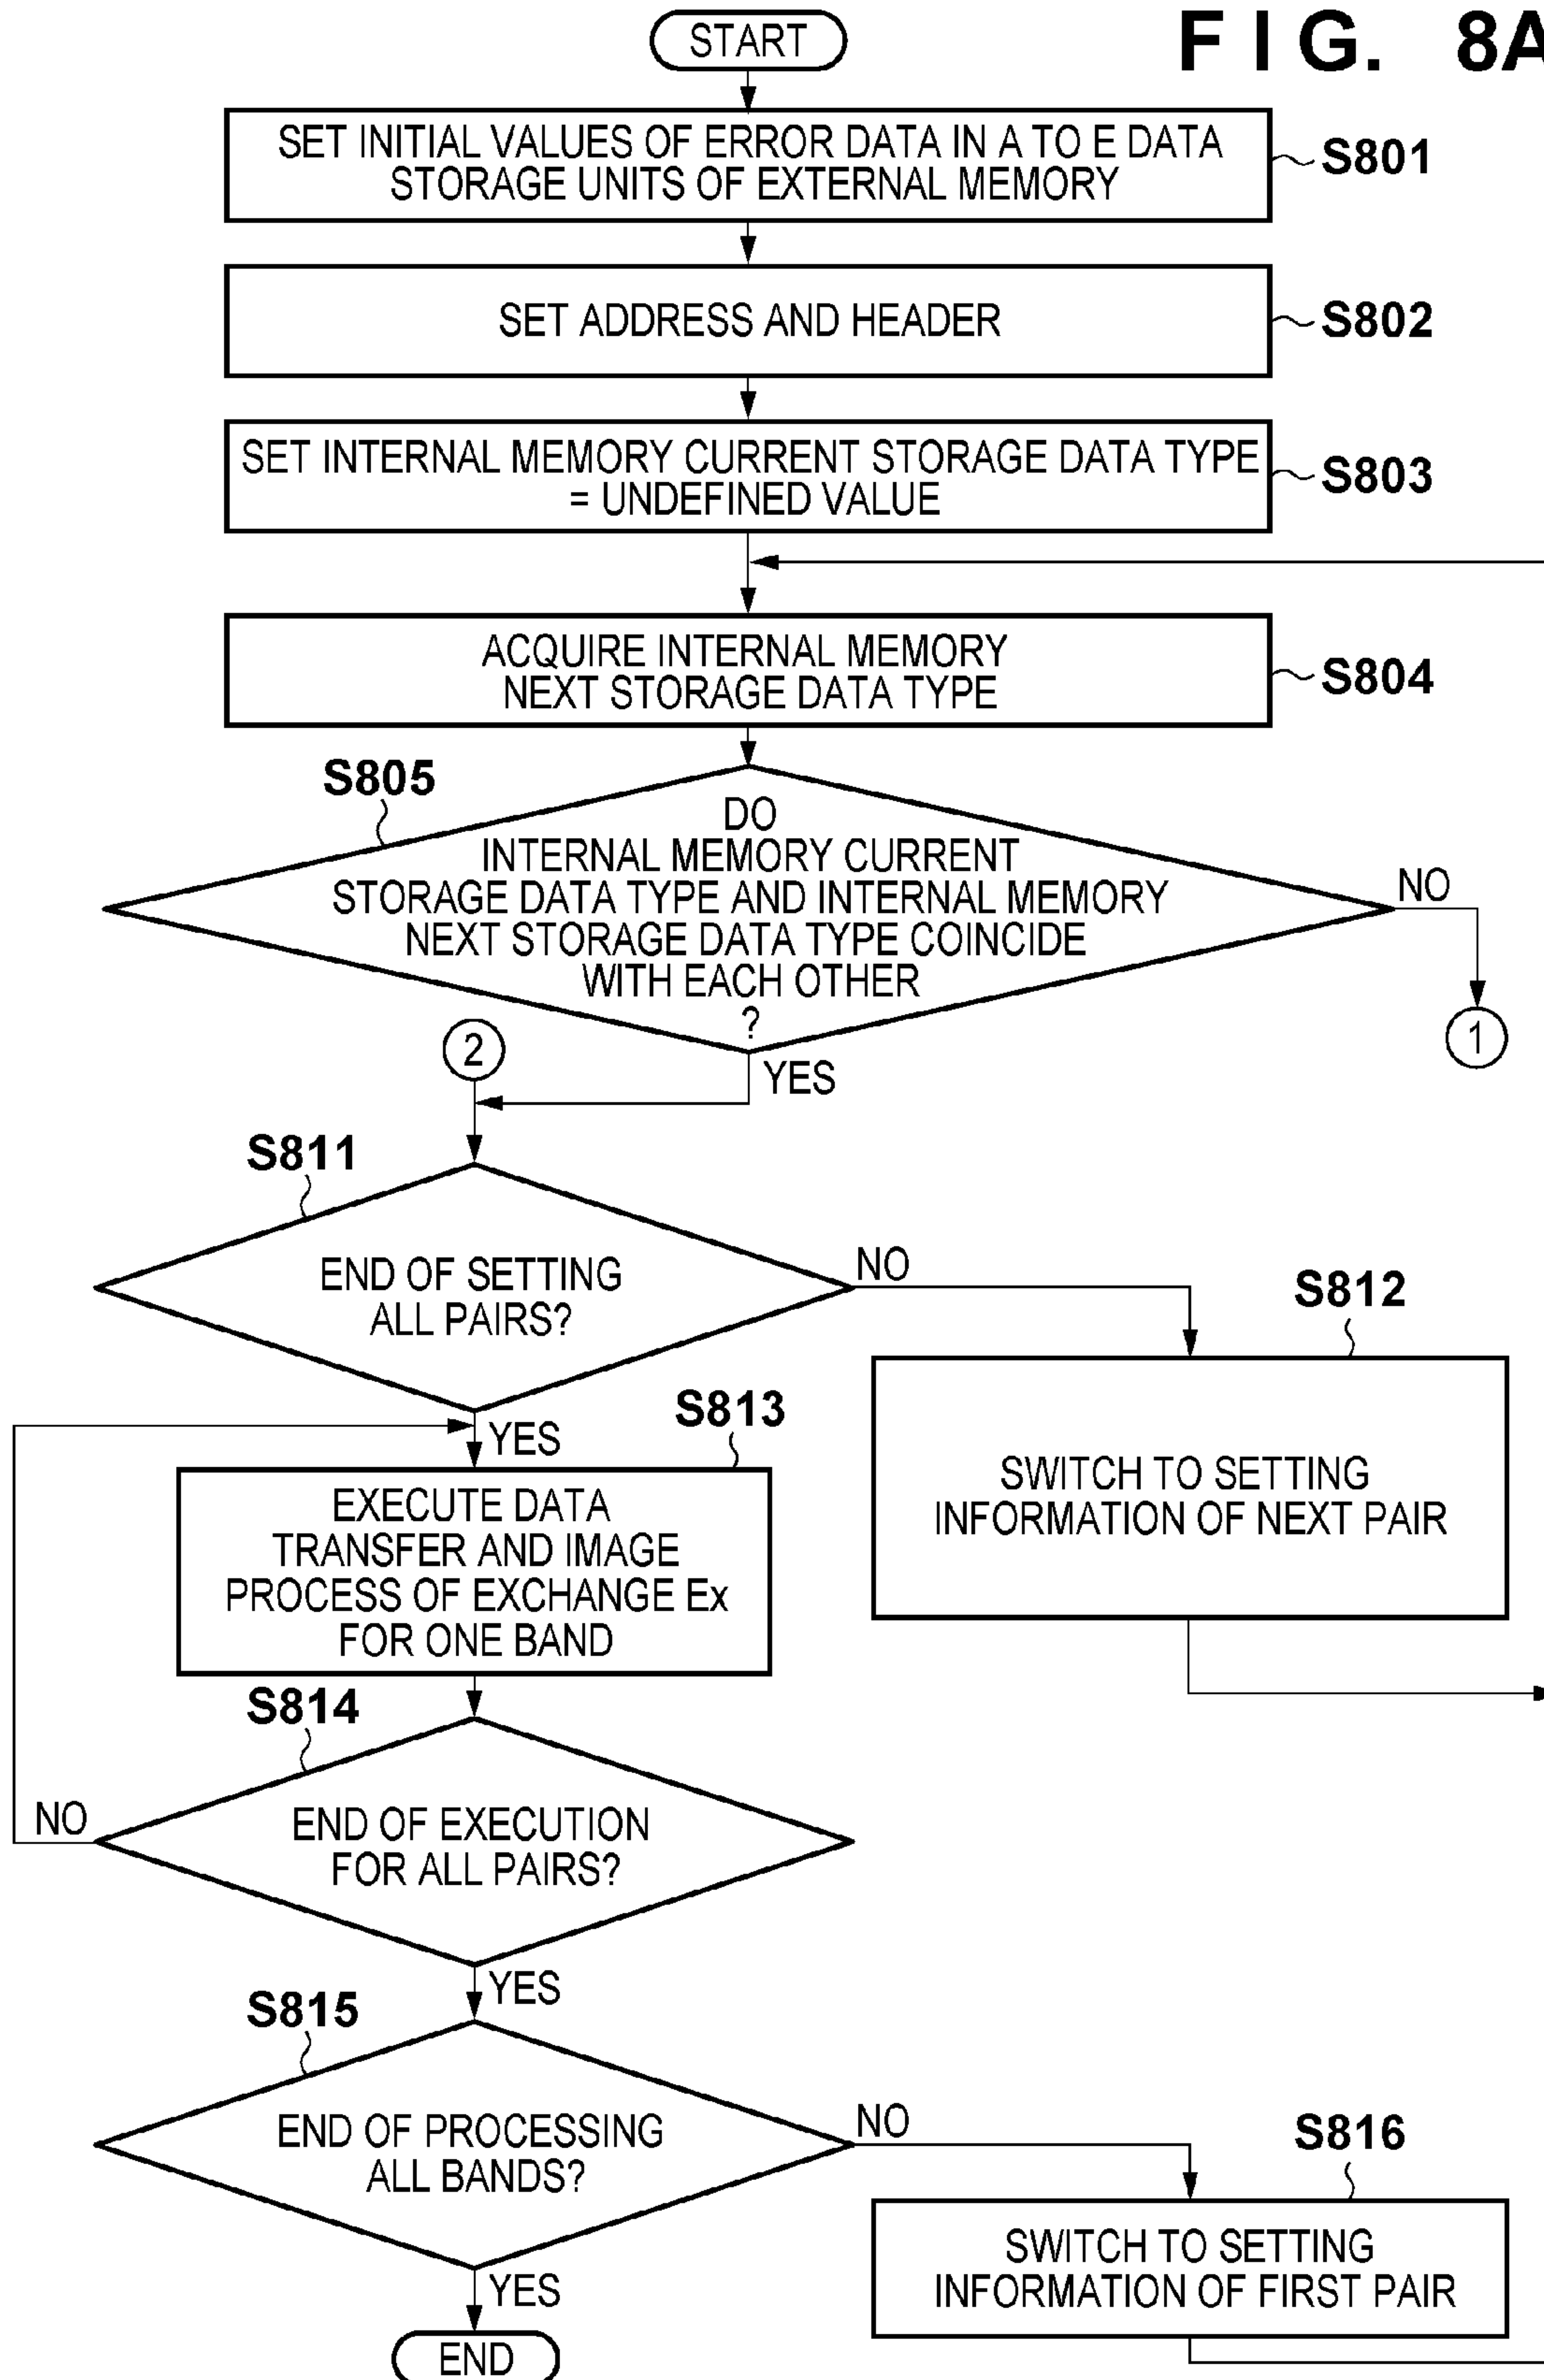 START
FIG. 8A
SET INITIAL VALUES OF ERROR DATA IN A TO E DATA
STORAGE UNITS OF EXTERNAL MEMORY
S801
SET ADDRESS AND HEADER
S802
SET INTERNAL MEMORY CURRENT STORAGE DATA TYPE
= UNDEFINED VALUE
S803
ACQUIRE INTERNAL MEMORY
NEXT STORAGE DATA TYPE
S804
S805
DO
INTERNAL MEMORY CURRENT
STORAGE DATA TYPE AND INTERNAL MEMORY
NEXT STORAGE DATA TYPE COINCIDE
WITH EACH OTHER
?
NO
1
2
YES
S811
END OF SETTING
ALL PAIRS?
NO
S812
SWITCH TO SETTING
INFORMATION OF NEXT PAIR
YES
S813
EXECUTE DATA
TRANSFER AND IMAGE
PROCESS OF EXCHANGE Ex
FOR ONE BAND
S814
NO
END OF EXECUTION
FOR ALL PAIRS?
YES
S815
END OF PROCESSING
ALL BANDS?
NO
S816
SWITCH TO SETTING
INFORMATION OF FIRST PAIR
YES
END